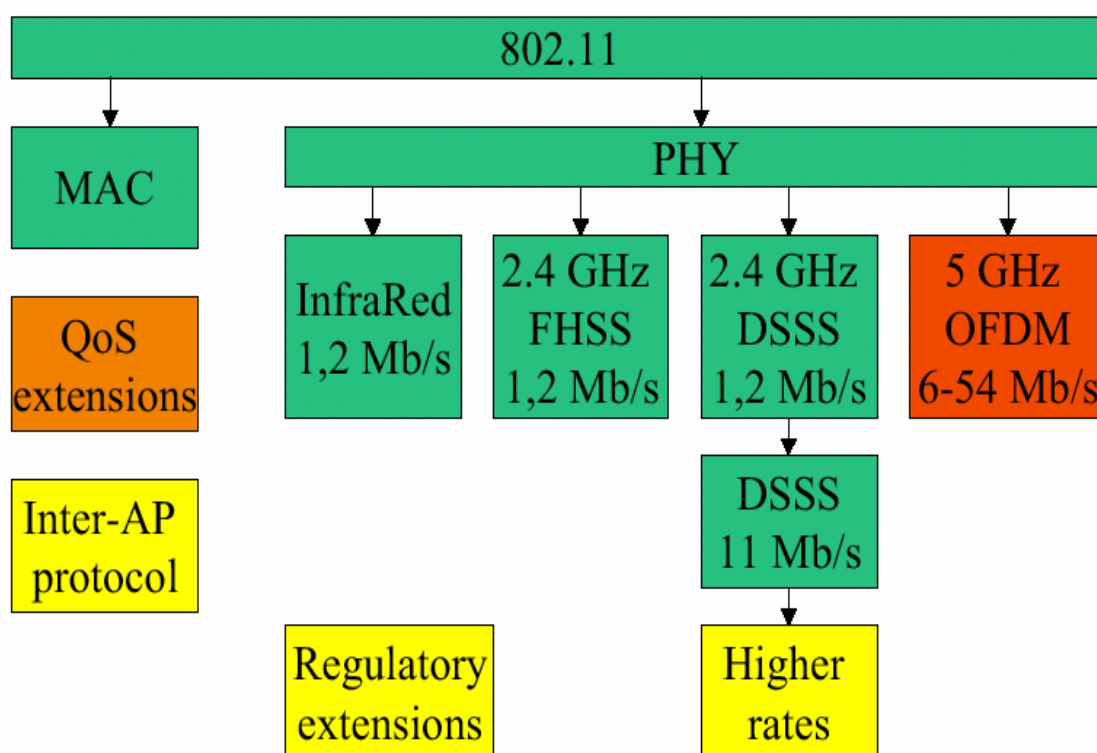 802.11
MAC
PHY
InfraRed
1,2 Mb/s
2.4 GHz
FHSS
1,2 Mb/s
2.4 GHz
DSSS
1,2 Mb/s
5 GHz
OFDM
6-54 Mb/s
QoS
extensions
DSSS
11 Mb/s
Inter-AP
protocol
Regulatory
extensions
Higher
rates